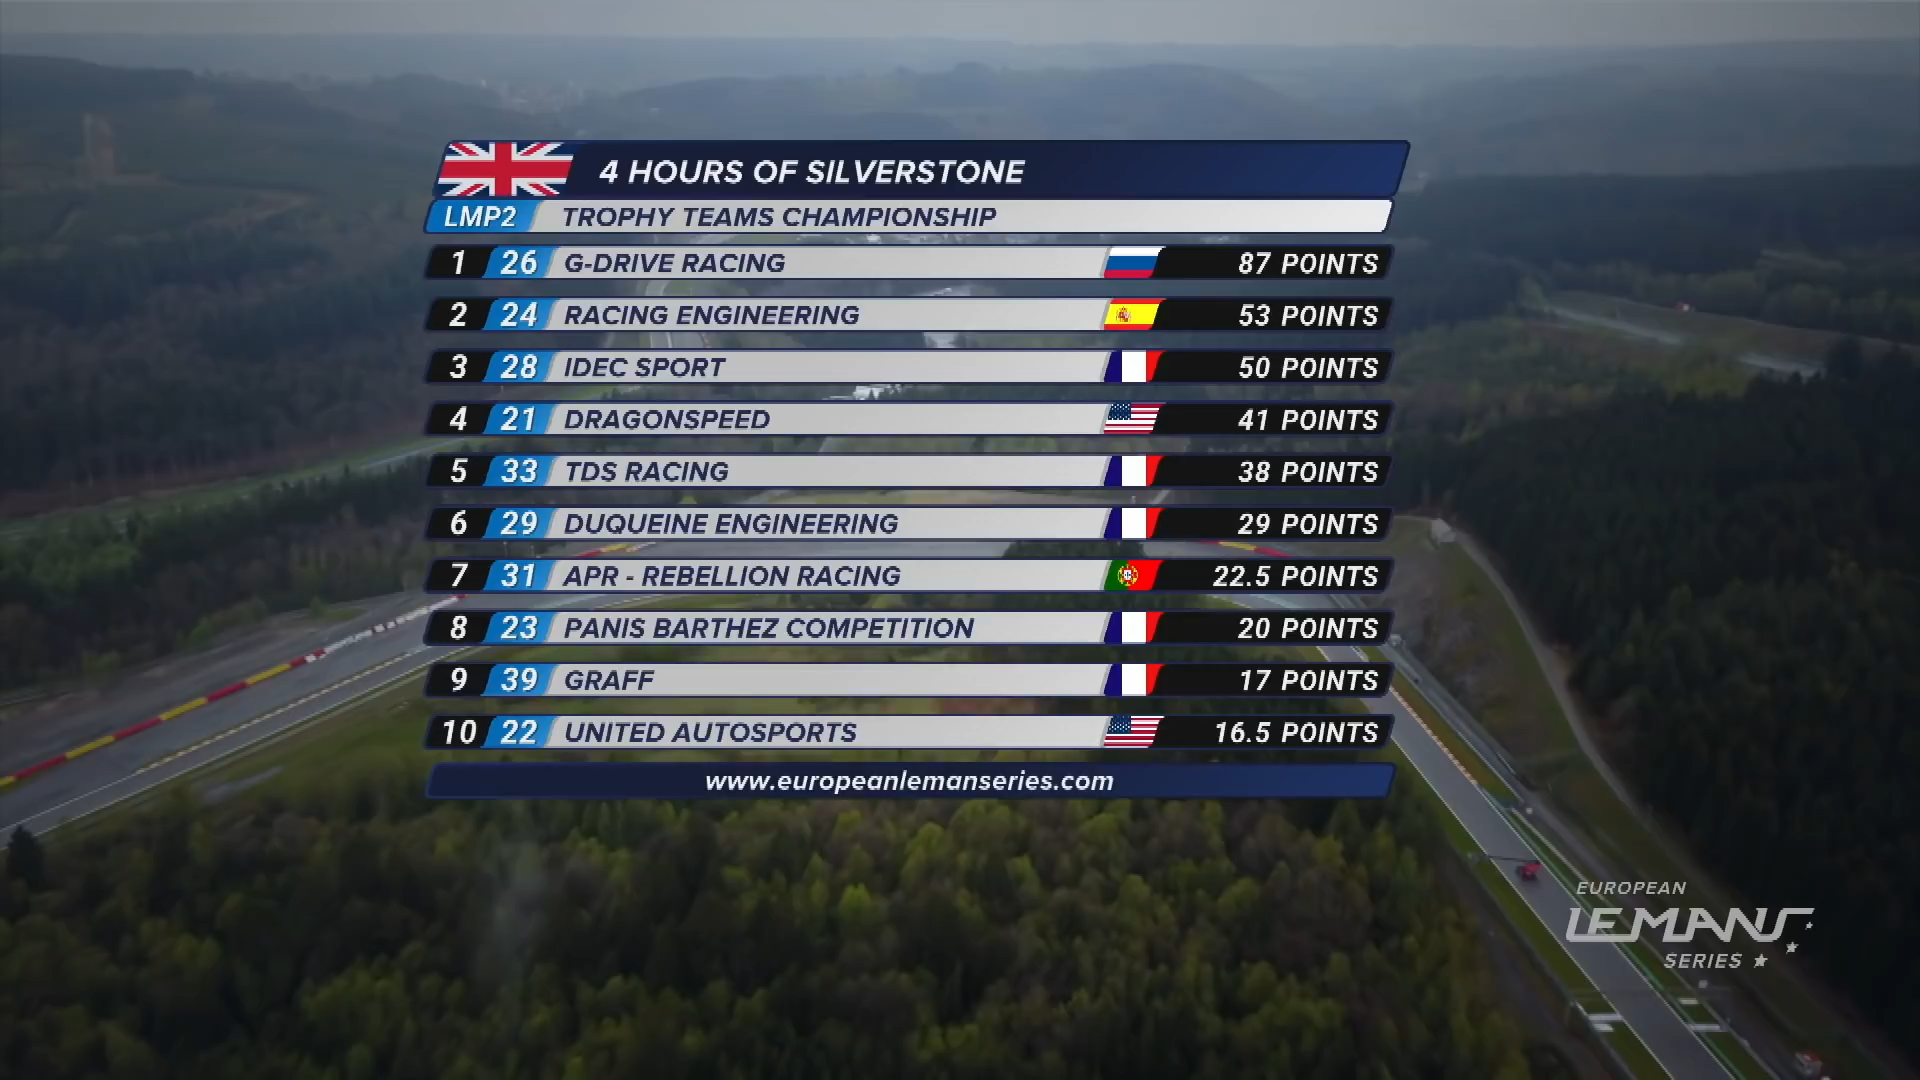 4 HOURS OF SILVERSTONE
LMP2 TROPHY TEAMS CHAMPIONSHIP
1 26 G-DRIVE RACING 87 POINTS
2 24 RACING ENGINEERING 53 POINTS
3 28 IDEC SPORT 50 POINTS
4 21 DRAGONSPEED 41 POINTS
5 33 TDS RACING 38 POINTS
6 29 DUQUEINE ENGINEERING 29 POINTS
7 31 APR - REBELLION RACING 22.5 POINTS
8 23 PANIS BARTHEZ COMPETITION 20 POINTS
9 39 GRAFF 17 POINTS
10 22 UNITED AUTOSPORTS 16.5 POINTS
www.europeanlemanseries.com
EUROPEAN
LE MANS
SERIES